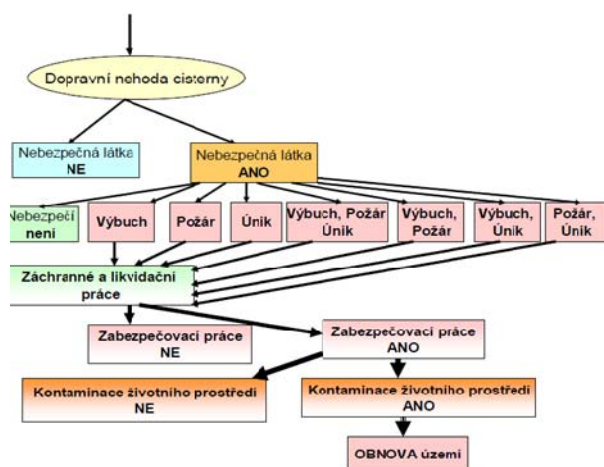 Dopravní nehoda cisterny
Nebezpečná látka
NE
Nebezpečná látka
ANO
Nebezpečí
není
Výbuch
Požár
Únik
Výbuch, Požár
Únik
Výbuch,
Požár
Výbuch,
Únik
Požár,
Únik
Záchranné a likvidační
práce
Zabezpečovací práce
NE
Zabezpečovací práce
ANO
Kontaminace životního prostředí
NE
Kontaminace životního prostředí
ANO
OBNOVA území